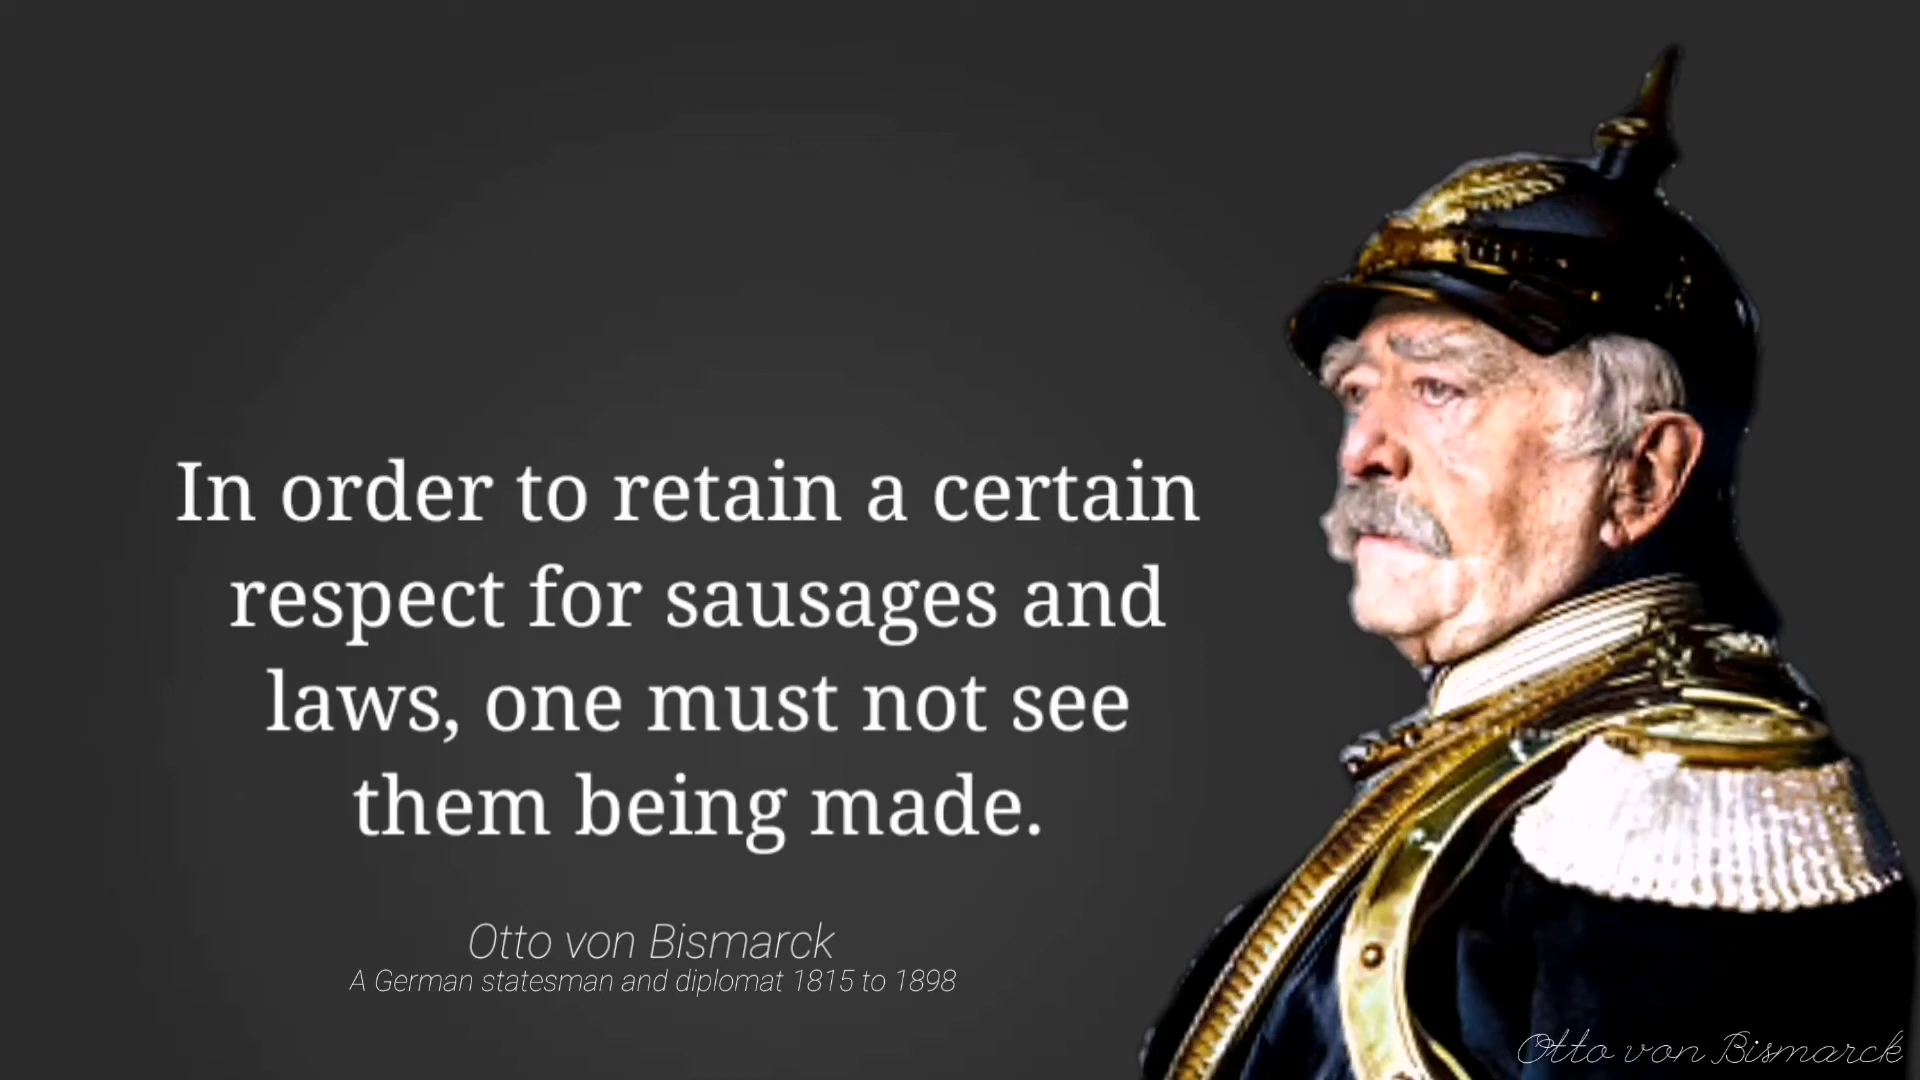 In order to retain a certain
respect for sausages and
laws, one must not see
them being made.
Otto von Bismarck
A German statesman and diplomat 1815 to 1898
Otto von Bismarck